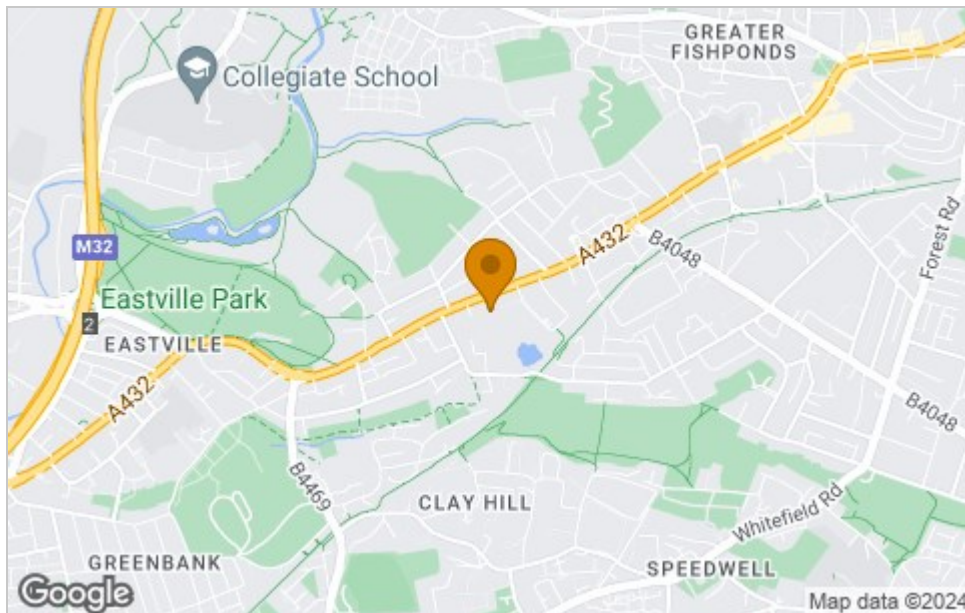 GREATER
FISHPONDS
Collegiate School
M32
A432
B4048
Forest Rd
Eastville Park
2
EASTVILLE
A432
B4048
B4469
CLAY HILL
Whitefield Rd
GREENBANK
SPEEDWELL
Google
Map data ©2024